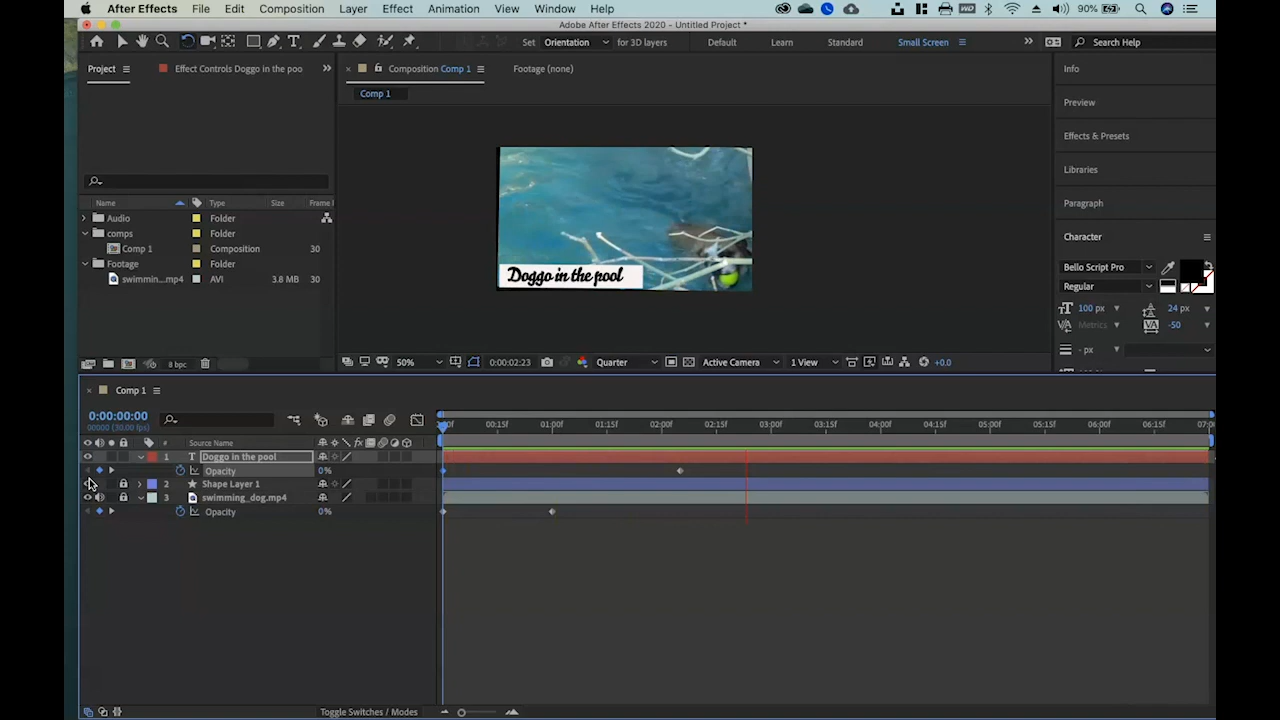 After Effects File Edit Composition Layer Effect Animation View Window Help 90%
Adobe After Effects 2020 - Untitled Project *
Set Orientation for 3D layers Default Learn Standard Small Screen Search Help
Project Effect Controls Doggo in the poo Composition Comp 1 Footage (none) Info
Comp 1
Preview
Effects & Presets
Libraries
Name Type Size Frame I
Paragraph
Audio Folder
comps Folder
Character
Comp 1 Composition 30
Footage Folder
Bello Script Pro
swimmin...mp4 AVI 3.8 MB 30
Regular
Doggo in the pool
100 px 24 px
Metrics -50
- px
8 bpc
50% 0:00:02:23 Quarter Active Camera 1 View +0.0
Comp 1
0:00:00:00
00000 (30.00 fps)
:00f 00:15f 01:00f 01:15f 02:00f 02:15f 03:00f 03:15f 04:00f 04:15f 05:00f 05:15f 06:00f 06:15f 07:00
# Source Name fx
1 T Doggo in the pool
Opacity 0%
2 Shape Layer 1
3 swimming_dog.mp4
Opacity 0%
Toggle Switches / Modes